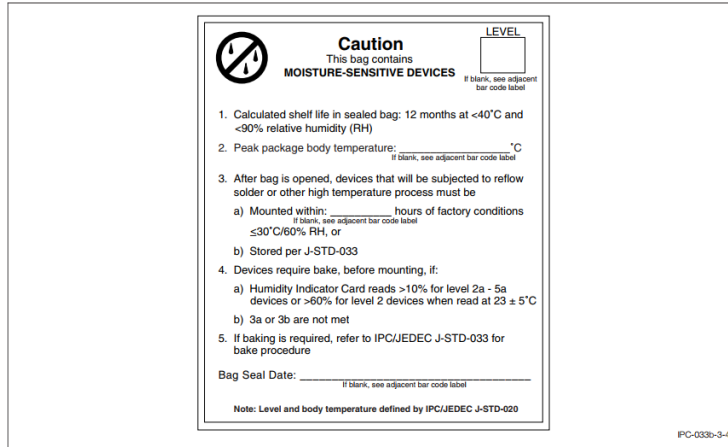 LEVEL
Caution
This bag contains
MOISTURE-SENSITIVE DEVICES
If blank, see adjacent
bar code label
1. Calculated shelf life in sealed bag: 12 months at <40˚C and
<90% relative humidity (RH)
2. Peak package body temperature: ___________________˚C
If blank, see adjacent bar code label
3. After bag is opened, devices that will be subjected to reflow
solder or other high temperature process must be
a) Mounted within: __________ hours of factory conditions
If blank, see adjacent bar code label
≤30˚C/60% RH, or
b) Stored per J-STD-033
4. Devices require bake, before mounting, if:
a) Humidity Indicator Card reads >10% for level 2a - 5a
devices or >60% for level 2 devices when read at 23 ± 5˚C
b) 3a or 3b are not met
5. If baking is required, refer to IPC/JEDEC J-STD-033 for
bake procedure
Bag Seal Date: ______________________________________
If blank, see adjacent bar code label
Note: Level and body temperature defined by IPC/JEDEC J-STD-020
IPC-033b-3-4